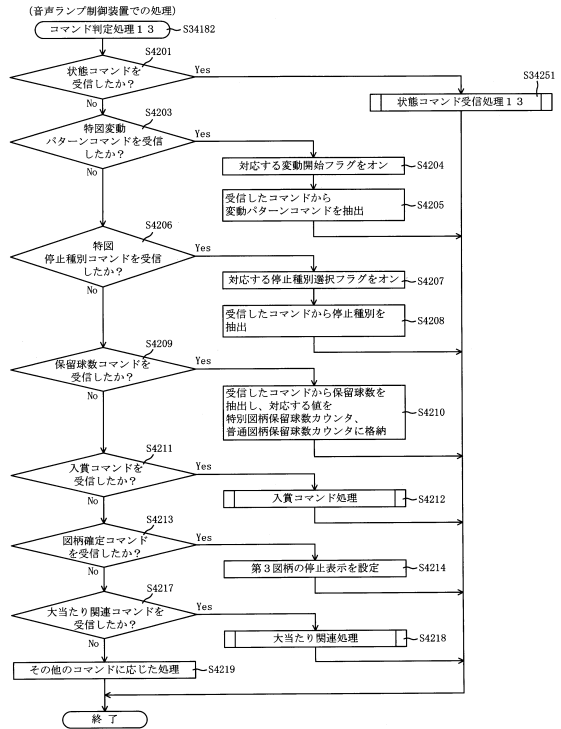 (音声ランプ制御装置での処理)
コマンド判定処理13
S34182
S4201
状態コマンドを
受信したか?
Yes
No
S34251
状態コマンド受信処理13
S4203
特図変動
パターンコマンドを受信
したか?
Yes
No
対応する変動開始フラグをオン
S4204
受信したコマンドから
変動パターンコマンドを抽出
S4205
S4206
特図
停止種別コマンドを受信
したか?
Yes
No
対応する停止種別選択フラグをオン
S4207
受信したコマンドから停止種別を
抽出
S4208
S4209
保留球数コマンドを
受信したか?
Yes
No
受信したコマンドから保留球数を
抽出し、対応する値を
特別図柄保留球数カウンタ、
普通図柄保留球数カウンタに格納
S4210
S4211
入賞コマンドを
受信したか?
Yes
No
入賞コマンド処理
S4212
S4213
図柄確定コマンド
を受信したか?
Yes
No
第3図柄の停止表示を設定
S4214
S4217
大当たり関連コマンドを
受信したか?
Yes
No
大当たり関連処理
S4218
その他のコマンドに応じた処理
S4219
終了